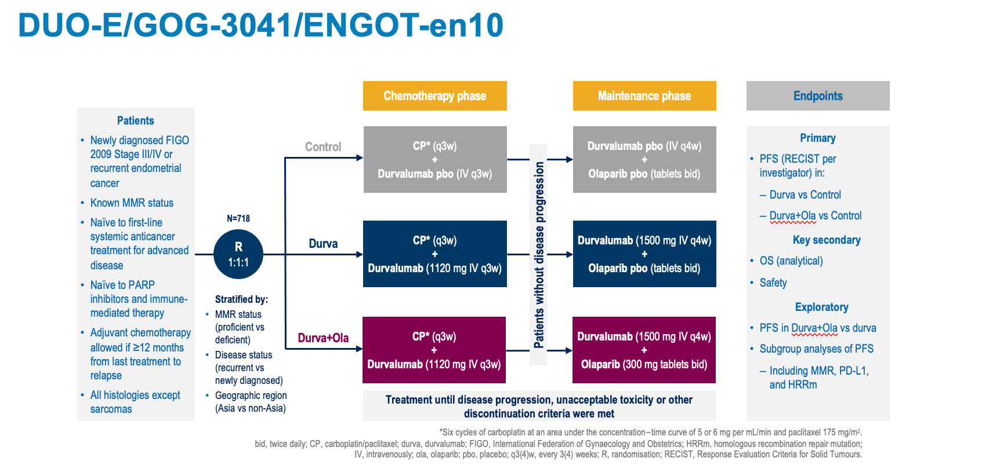 DUO-E/GOG-3041/ENGOT-en10
Patients
• Newly diagnosed FIGO
2009 Stage III/IV or
recurrent endometrial
cancer
• Known MMR status
• Naïve to first-line
systemic anticancer
treatment for advanced
disease
• Naïve to PARP
inhibitors and immune-
mediated therapy
• Adjuvant chemotherapy
allowed if ≥12 months
from last treatment to
relapse
• All histologies except
sarcomas
N=718
R
1:1:1
Stratified by:
• MMR status
(proficient vs
deficient)
• Disease status
(recurrent vs
newly diagnosed)
• Geographic region
(Asia vs non-Asia)
Control
Durva
Durva+Ola
Chemotherapy phase
CP* (q3w)
+
Durvalumab pbo (IV q3w)
CP* (q3w)
+
Durvalumab (1120 mg IV q3w)
CP* (q3w)
+
Durvalumab (1120 mg IV q3w)
Patients without disease progression
Maintenance phase
Durvalumab pbo (IV q4w)
+
Olaparib pbo (tablets bid)
Durvalumab (1500 mg IV q4w)
+
Olaparib pbo (tablets bid)
Durvalumab (1500 mg IV q4w)
+
Olaparib (300 mg tablets bid)
Treatment until disease progression, unacceptable toxicity or other
discontinuation criteria were met
Endpoints
Primary
• PFS (RECIST per
investigator) in:
– Durva vs Control
– Durva+Ola vs Control
Key secondary
• OS (analytical)
• Safety
Exploratory
• PFS in Durva+Ola vs durva
• Subgroup analyses of PFS
– Including MMR, PD-L1,
and HRRm
*Six cycles of carboplatin at an area under the concentration–time curve of 5 or 6 mg per mL/min and paclitaxel 175 mg/m².
bid, twice daily; CP, carboplatin/paclitaxel; durva, durvalumab; FIGO, International Federation of Gynaecology and Obstetrics; HRRm, homologous recombination repair mutation;
IV, intravenously; ola, olaparib; pbo, placebo; q3(4)w, every 3(4) weeks; R, randomisation; RECIST, Response Evaluation Criteria for Solid Tumours.